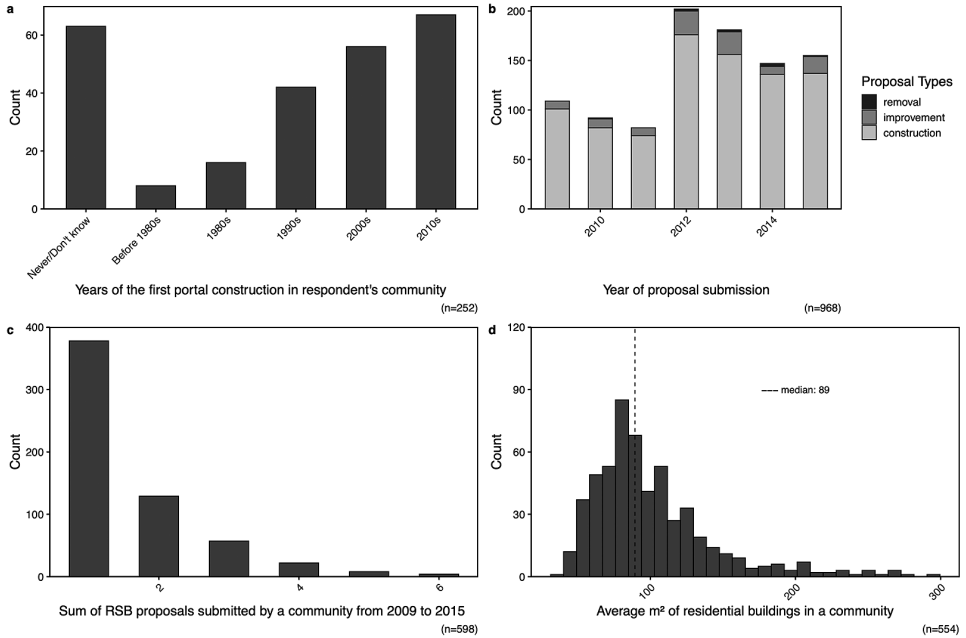 a
Count
60
40
20
0
Never/Don't know
Before 1980s
1980s
1990s
2000s
2010s
Years of the first portal construction in respondent's community
(n=252)
b
Count
200
150
100
50
0
2010
2012
2014
Year of proposal submission
(n=968)
Proposal Types
removal
improvement
construction
c
Count
400
300
200
100
0
2
4
6
Sum of RSB proposals submitted by a community from 2009 to 2015
(n=598)
d
Count
120
90
60
30
0
median: 89
100
200
300
Average m² of residential buildings in a community
(n=554)